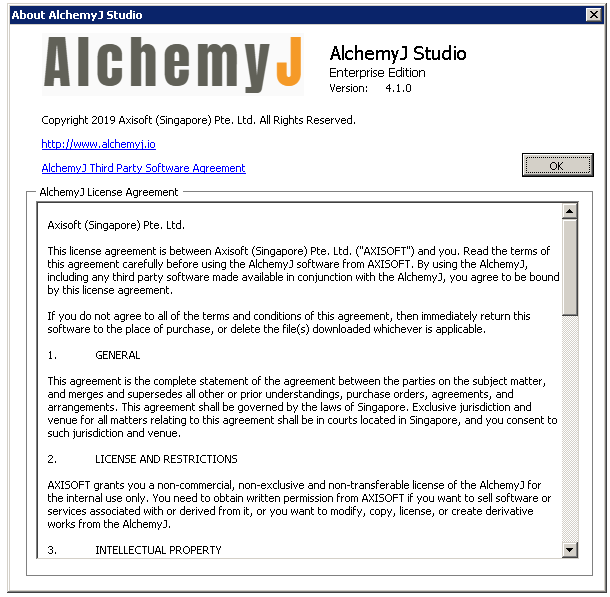 About AlchemyJ Studio
AlchemyJ
AlchemyJ Studio
Enterprise Edition
Version: 4.1.0
Copyright 2019 Axisoft (Singapore) Pte. Ltd. All Rights Reserved.
http://www.alchemyj.io
AlchemyJ Third Party Software Agreement
OK
AlchemyJ License Agreement
Axisoft (Singapore) Pte. Ltd.
This license agreement is between Axisoft (Singapore) Pte. Ltd. ("AXISOFT") and you. Read the terms of
this agreement carefully before using the AlchemyJ software from AXISOFT. By using the AlchemyJ,
including any third party software made available in conjunction with the AlchemyJ, you agree to be bound
by this license agreement.
If you do not agree to all of the terms and conditions of this agreement, then immediately return this
software to the place of purchase, or delete the file(s) downloaded whichever is applicable.
1. GENERAL
This agreement is the complete statement of the agreement between the parties on the subject matter,
and merges and supersedes all other or prior understandings, purchase orders, agreements, and
arrangements. This agreement shall be governed by the laws of Singapore. Exclusive jurisdiction and
venue for all matters relating to this agreement shall be in courts located in Singapore, and you consent to
such jurisdiction and venue.
2. LICENSE AND RESTRICTIONS
AXISOFT grants you a non-commercial, non-exclusive and non-transferable license of the AlchemyJ for
the internal use only. You need to obtain written permission from AXISOFT if you want to sell software or
services associated with or derived from it, or you want to modify, copy, license, or create derivative
works from the AlchemyJ.
3. INTELLECTUAL PROPERTY